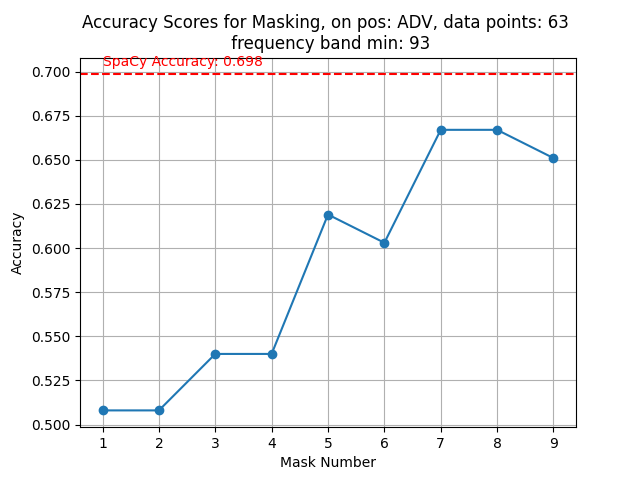 Accuracy Scores for Masking, on pos: ADV, data points: 63
frequency band min: 93
SpaCy Accuracy: 0.698
0.700
0.675
0.650
0.625
0.600
0.575
0.550
0.525
0.500
Accuracy
1 2 3 4 5 6 7 8 9
Mask Number